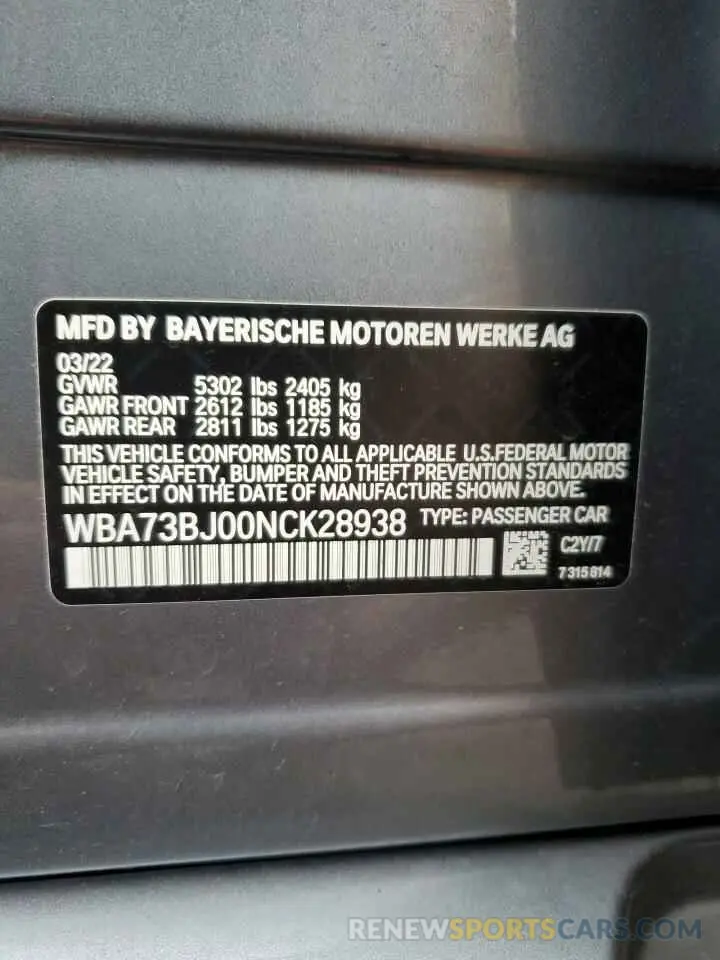 MFD BY BAYERISCHE MOTOREN WERKE AG
03/22
GVWR 5302 lbs 2405 kg
GAWR FRONT 2612 lbs 1185 kg
GAWR REAR 2811 lbs 1275 kg
THIS VEHICLE CONFORMS TO ALL APPLICABLE U.S.FEDERAL MOTOR
VEHICLE SAFETY, BUMPER AND THEFT PREVENTION STANDARDS
IN EFFECT ON THE DATE OF MANUFACTURE SHOWN ABOVE.
WBA73BJ00NCK28938 TYPE: PASSENGER CAR
C2Y/7
7 315 814
RENEWSPORTSCARS.COM